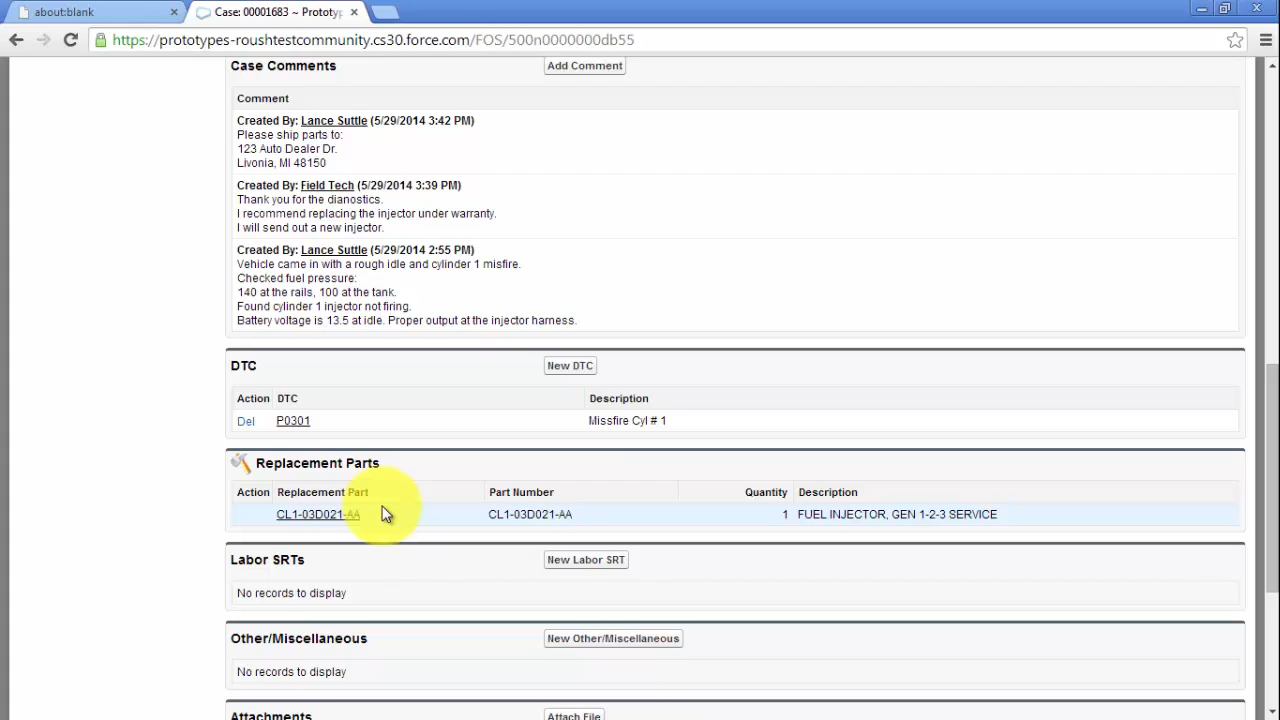 about:blank
Case: 00001683 ~ Prototyp
https://prototypes-roushtestcommunity.cs30.force.com/FOS/500n0000000db55
Case Comments
Add Comment
Comment
Created By: Lance Suttle (5/29/2014 3:42 PM)
Please ship parts to:
123 Auto Dealer Dr.
Livonia, MI 48150
Created By: Field Tech (5/29/2014 3:39 PM)
Thank you for the dianostics.
I recommend replacing the injector under warranty.
I will send out a new injector.
Created By: Lance Suttle (5/29/2014 2:55 PM)
Vehicle came in with a rough idle and cylinder 1 misfire.
Checked fuel pressure:
140 at the rails, 100 at the tank.
Found cylinder 1 injector not firing.
Battery voltage is 13.5 at idle. Proper output at the injector harness.
DTC
New DTC
Action DTC Description
Del P0301 Missfire Cyl # 1
Replacement Parts
Action Replacement Part Part Number Quantity Description
CL1-03D021-AA CL1-03D021-AA 1 FUEL INJECTOR, GEN 1-2-3 SERVICE
Labor SRTs
New Labor SRT
No records to display
Other/Miscellaneous
New Other/Miscellaneous
No records to display
Attachments
Attach File